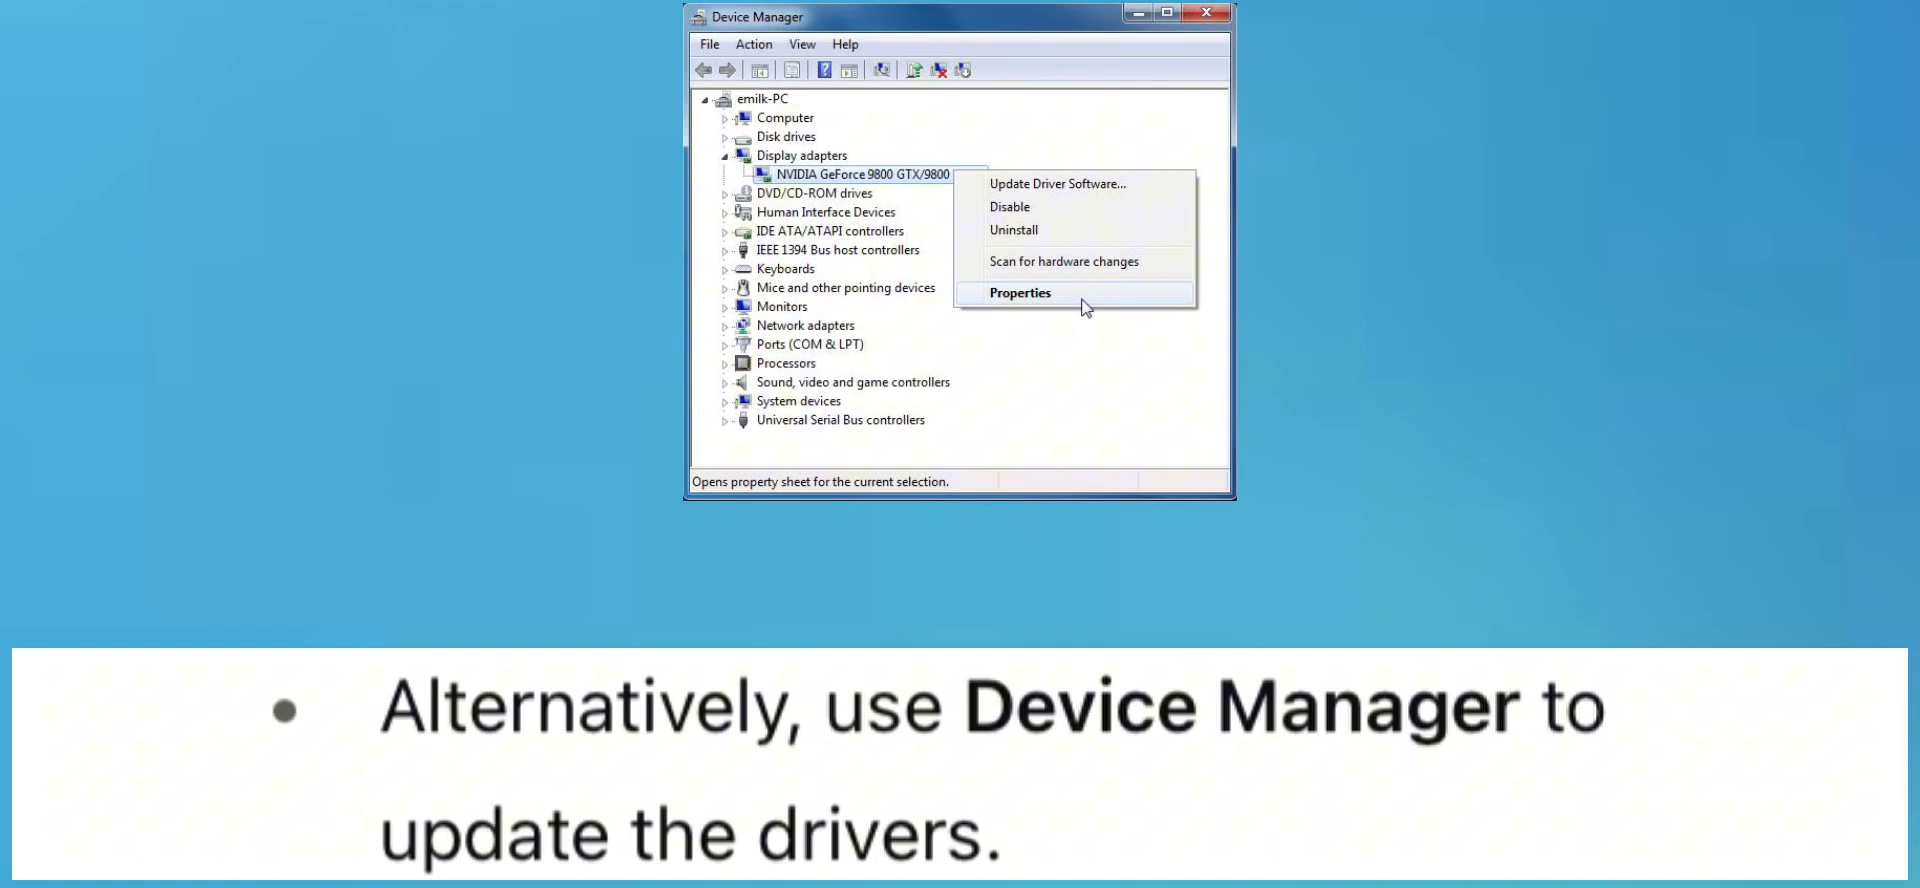 Device Manager
File Action View Help
emilk-PC
Computer
Disk drives
Display adapters
NVIDIA GeForce 9800 GTX/9800
Update Driver Software...
DVD/CD-ROM drives
Disable
Human Interface Devices
Uninstall
IDE ATA/ATAPI controllers
IEEE 1394 Bus host controllers
Scan for hardware changes
Keyboards
Mice and other pointing devices
Properties
Monitors
Network adapters
Ports (COM & LPT)
Processors
Sound, video and game controllers
System devices
Universal Serial Bus controllers
Opens property sheet for the current selection.
• Alternatively, use Device Manager to
update the drivers.